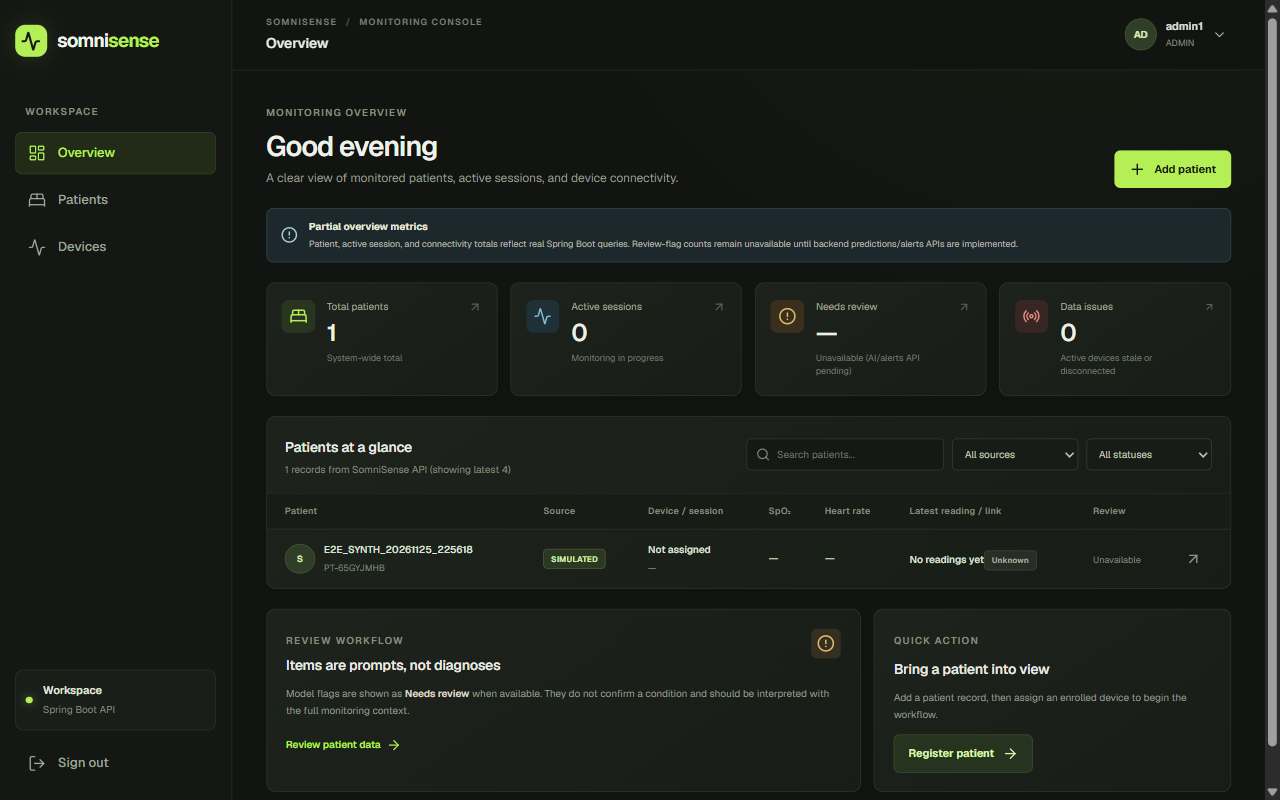 somnisense
SOMNISENSE / MONITORING CONSOLE
Overview
AD
admin1
ADMIN
WORKSPACE
Overview
Patients
Devices
MONITORING OVERVIEW
Good evening
A clear view of monitored patients, active sessions, and device connectivity.
Add patient
Partial overview metrics
Patient, active session, and connectivity totals reflect real Spring Boot queries. Review-flag counts remain unavailable until backend predictions/alerts APIs are implemented.
Total patients
1
System-wide total
Active sessions
0
Monitoring in progress
Needs review
—
Unavailable (AI/alerts API
pending)
Data issues
0
Active devices stale or
disconnected
Patients at a glance
1 records from SomniSense API (showing latest 4)
Search patients...
All sources
All statuses
Patient Source Device / session SpO₂ Heart rate Latest reading / link Review
S
E2E_SYNTH_20261125_225618
PT-65GYJMHB
SIMULATED
Not assigned
—
—
—
No readings yet Unknown
Unavailable
REVIEW WORKFLOW
Items are prompts, not diagnoses
Model flags are shown as Needs review when available. They do not confirm a condition and should be interpreted with
the full monitoring context.
Review patient data
QUICK ACTION
Bring a patient into view
Add a patient record, then assign an enrolled device to begin the
workflow.
Register patient
Workspace
Spring Boot API
Sign out